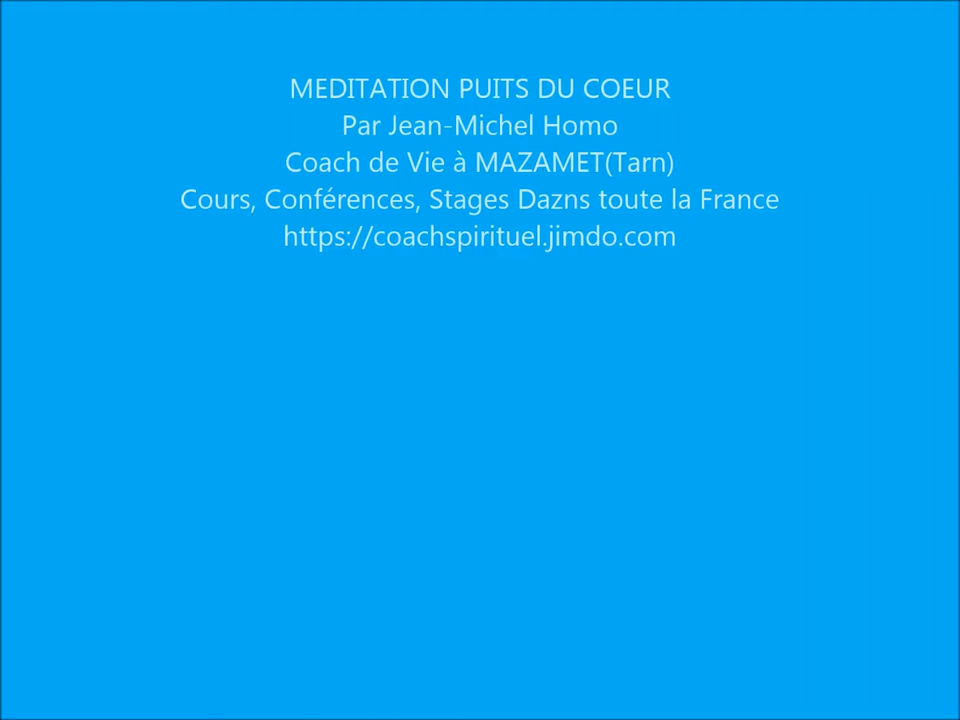 MEDITATION PUITS DU COEUR
Par Jean-Michel Homo
Coach de Vie à MAZAMET(Tarn)
Cours, Conférences, Stages Dazns toute la France
https://coachspirituel.jimdo.com